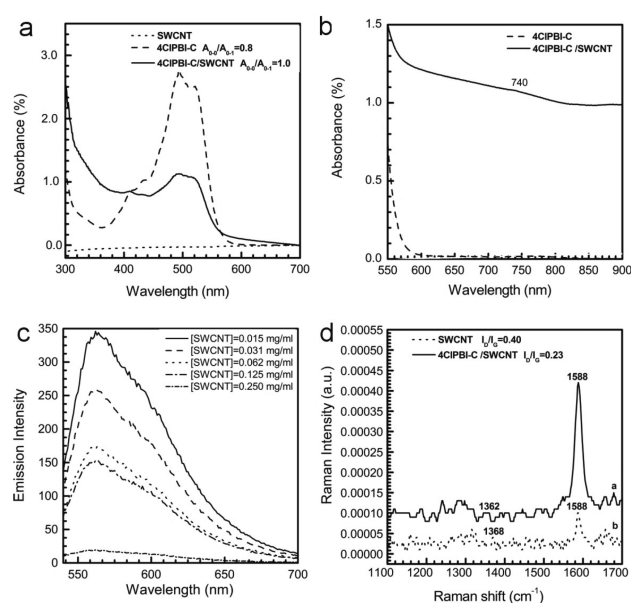 a
SWCNT
4ClPBI-C A0-0/A0-1=0.8
4ClPBI-C/SWCNT A0-0/A0-1=1.0
3.0
2.0
1.0
0.0
Absorbance (%)
300 400 500 600 700
Wavelength (nm)
b
4ClPBI-C
4ClPBI-C /SWCNT
740
1.5
1.0
0.5
0.0
Absorbance (%)
550 600 650 700 750 800 850 900
Wavelength (nm)
c
[SWCNT]=0.015 mg/ml
[SWCNT]=0.031 mg/ml
[SWCNT]=0.062 mg/ml
[SWCNT]=0.125 mg/ml
[SWCNT]=0.250 mg/ml
350
300
250
200
150
100
50
0
Emission Intensity
550 600 650 700
Wavelength (nm)
d
SWCNT ID/IG=0.40
4ClPBI-C /SWCNT ID/IG=0.23
1588
a
1362
1588
1368
b
0.00055
0.00050
0.00045
0.00040
0.00035
0.00030
0.00025
0.00020
0.00015
0.00010
0.00005
0.00000
Raman Intensity (a.u.)
1100 1200 1300 1400 1500 1600 1700
Raman shift (cm-1)